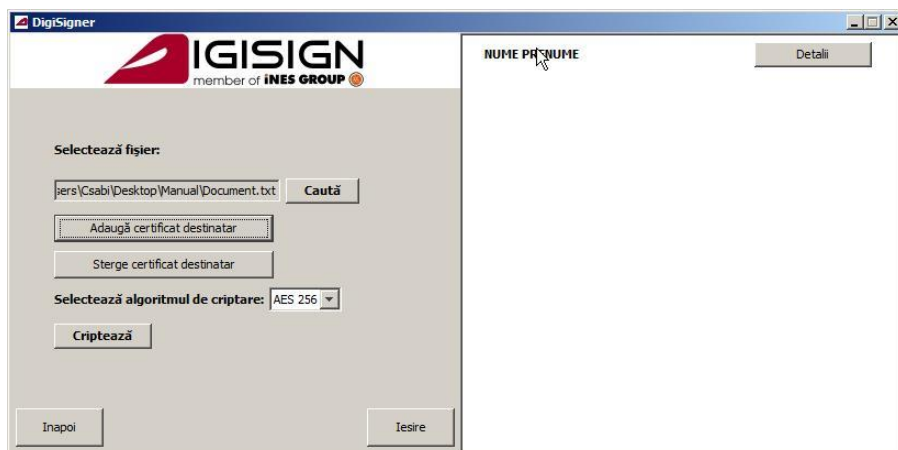 DigiSigner
IGISIGN
member of iNES GROUP
Selectează fişier:
sers\Csabi\Desktop\Manual\Document.txt
Caută
Adaugă certificat destinatar
Sterge certificat destinatar
Selectează algoritmul de criptare: AES 256
Criptează
Inapoi
Iesire
NUME PRENUME
Detalii